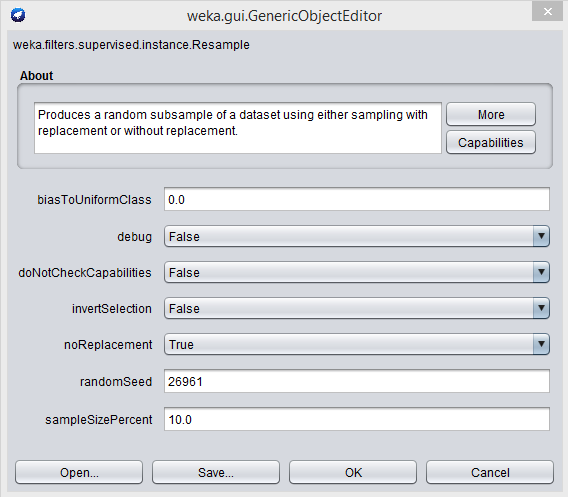 weka.gui.GenericObjectEditor
weka.filters.supervised.instance.Resample
About
Produces a random subsample of a dataset using either sampling with
replacement or without replacement.
More
Capabilities
biasToUniformClass 0.0
debug False
doNotCheckCapabilities False
invertSelection False
noReplacement True
randomSeed 26961
sampleSizePercent 10.0
Open... Save... OK Cancel